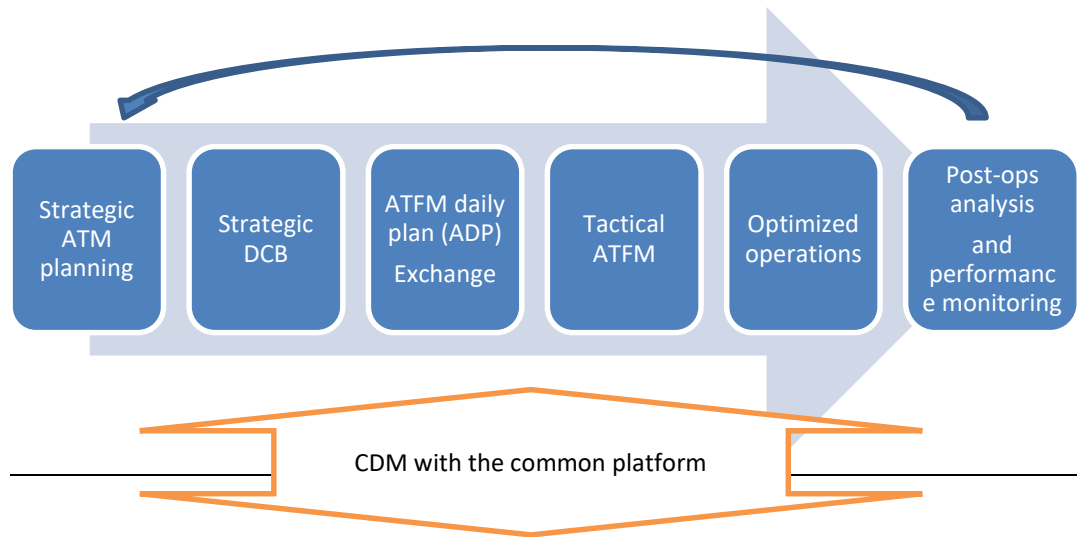 Strategic
ATM
planning
Strategic
DCB
ATFM daily
plan (ADP)
Exchange
Tactical
ATFM
Optimized
operations
Post-ops
analysis
and
performanc
e monitoring
CDM with the common platform